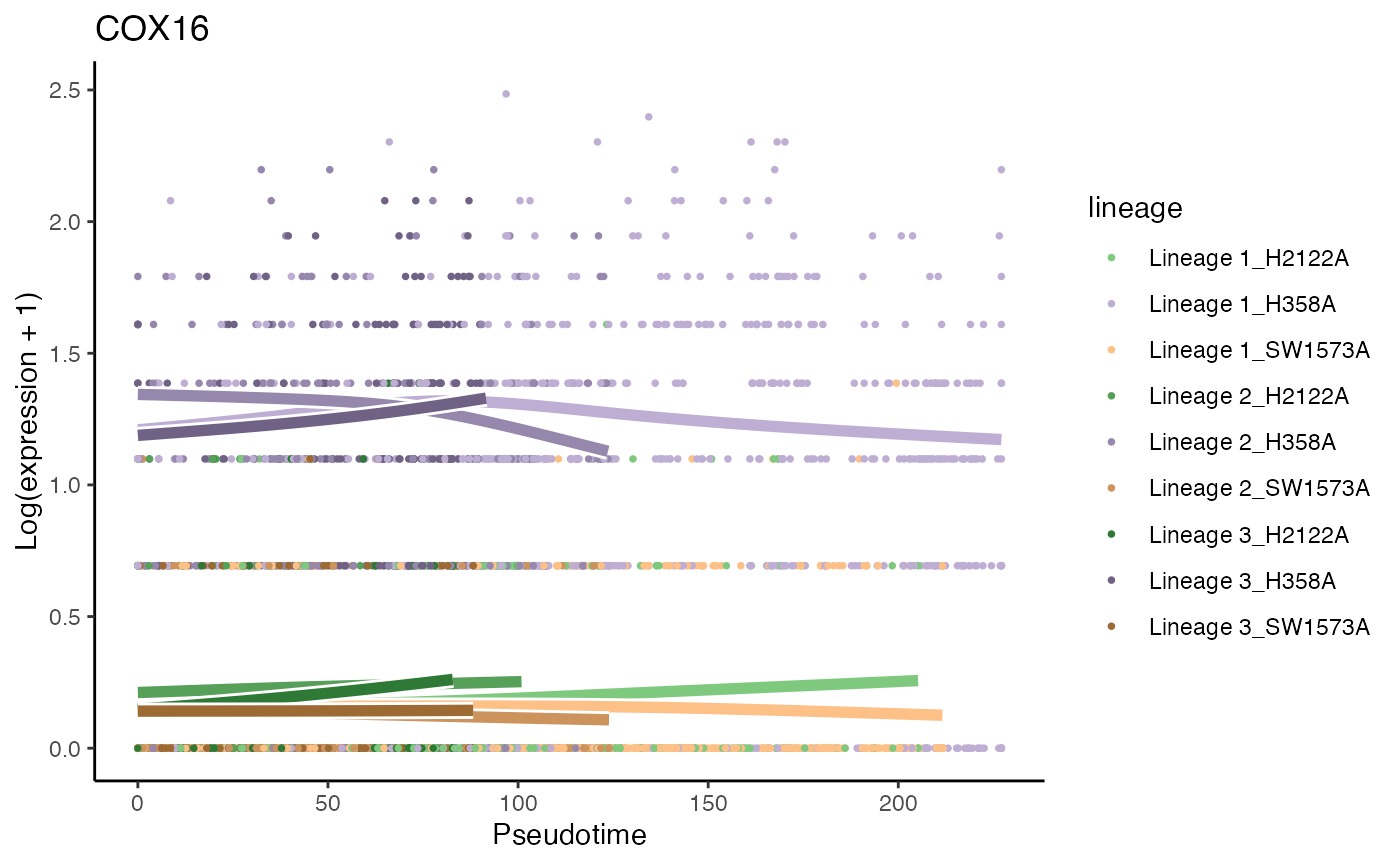 COX16
2.5
2.0
1.5
1.0
0.5
0.0
Log(expression + 1)
0 50 100 150 200
Pseudotime
lineage
Lineage 1_H2122A
Lineage 1_H358A
Lineage 1_SW1573A
Lineage 2_H2122A
Lineage 2_H358A
Lineage 2_SW1573A
Lineage 3_H2122A
Lineage 3_H358A
Lineage 3_SW1573A